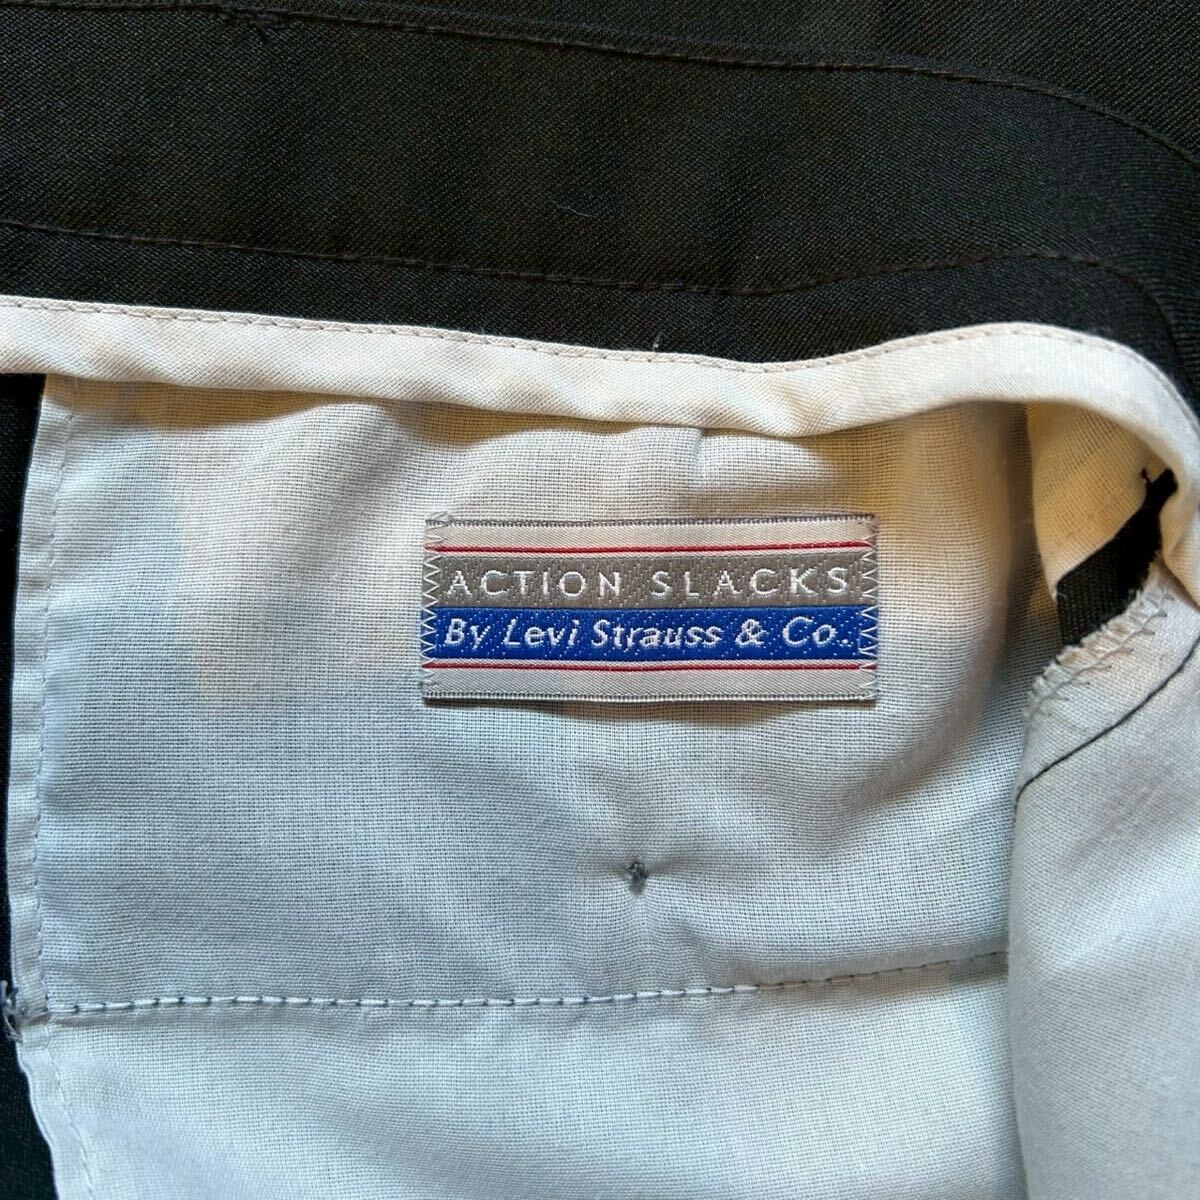 ACTION SLACKS
By Levi Strauss & Co.